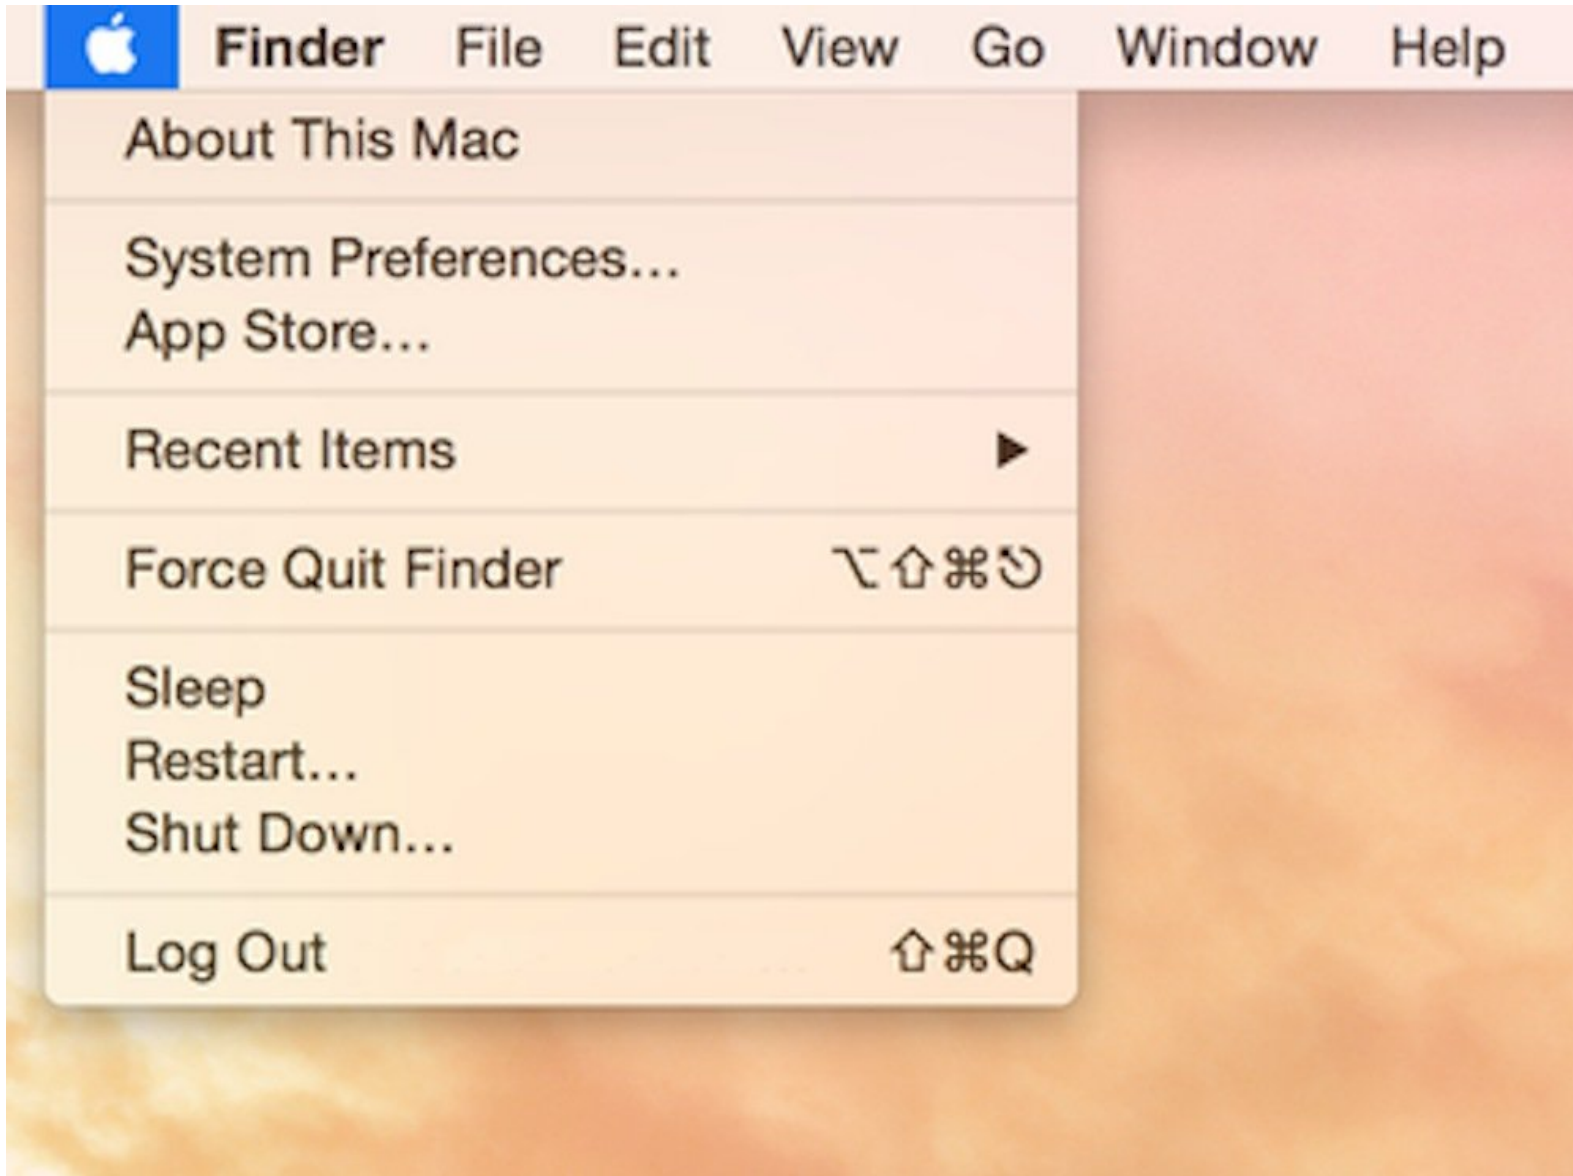 Finder File Edit View Go Window Help
About This Mac
System Preferences...
App Store...
Recent Items ▶
Force Quit Finder ⌥⇧⌘⎋
Sleep
Restart...
Shut Down...
Log Out ⇧⌘Q